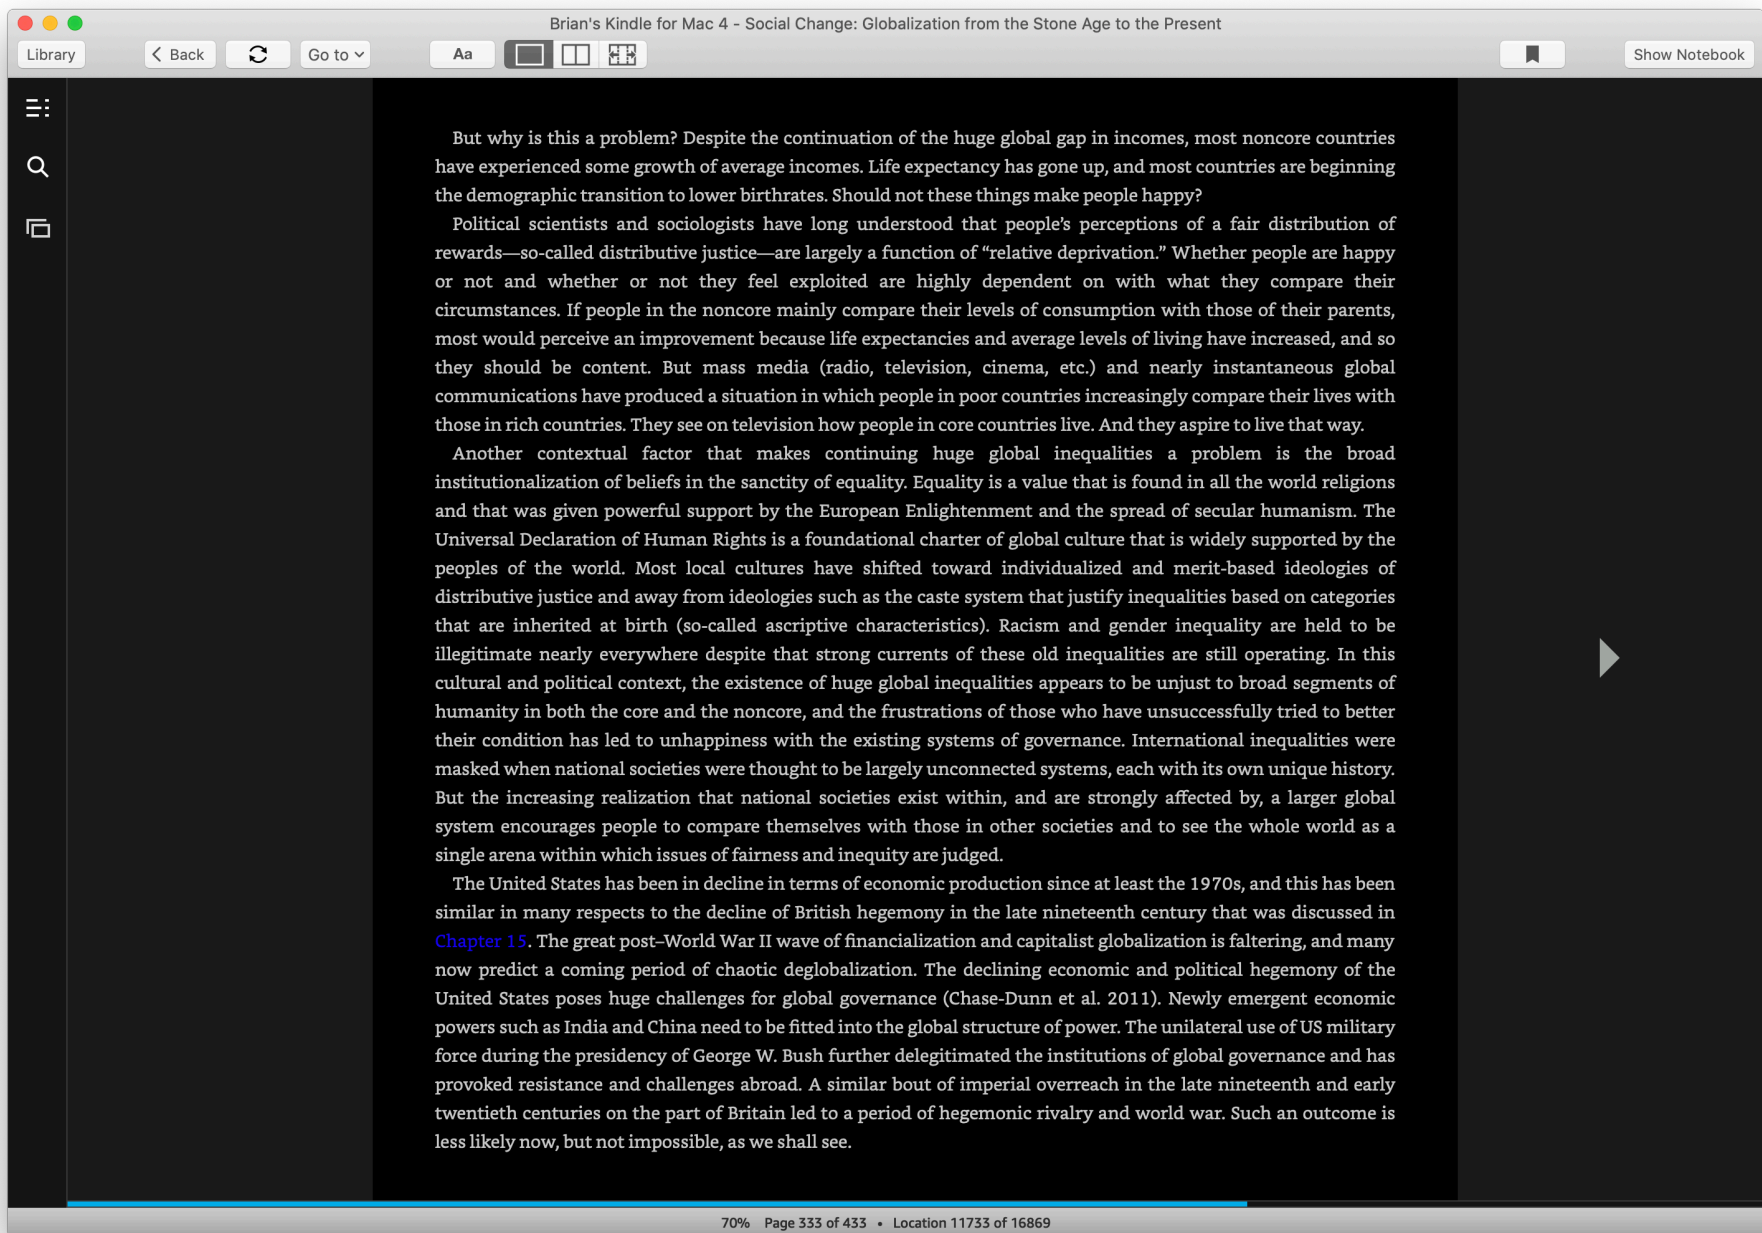 Brian's Kindle for Mac 4 - Social Change: Globalization from the Stone Age to the Present
Library
Back
Go to
Aa
Show Notebook
But why is this a problem? Despite the continuation of the huge global gap in incomes, most noncore countries
have experienced some growth of average incomes. Life expectancy has gone up, and most countries are beginning
the demographic transition to lower birthrates. Should not these things make people happy?
Political scientists and sociologists have long understood that people’s perceptions of a fair distribution of
rewards—so-called distributive justice—are largely a function of “relative deprivation.” Whether people are happy
or not and whether or not they feel exploited are highly dependent on with what they compare their
circumstances. If people in the noncore mainly compare their levels of consumption with those of their parents,
most would perceive an improvement because life expectancies and average levels of living have increased, and so
they should be content. But mass media (radio, television, cinema, etc.) and nearly instantaneous global
communications have produced a situation in which people in poor countries increasingly compare their lives with
those in rich countries. They see on television how people in core countries live. And they aspire to live that way.
Another contextual factor that makes continuing huge global inequalities a problem is the broad
institutionalization of beliefs in the sanctity of equality. Equality is a value that is found in all the world religions
and that was given powerful support by the European Enlightenment and the spread of secular humanism. The
Universal Declaration of Human Rights is a foundational charter of global culture that is widely supported by the
peoples of the world. Most local cultures have shifted toward individualized and merit-based ideologies of
distributive justice and away from ideologies such as the caste system that justify inequalities based on categories
that are inherited at birth (so-called ascriptive characteristics). Racism and gender inequality are held to be
illegitimate nearly everywhere despite that strong currents of these old inequalities are still operating. In this
cultural and political context, the existence of huge global inequalities appears to be unjust to broad segments of
humanity in both the core and the noncore, and the frustrations of those who have unsuccessfully tried to better
their condition has led to unhappiness with the existing systems of governance. International inequalities were
masked when national societies were thought to be largely unconnected systems, each with its own unique history.
But the increasing realization that national societies exist within, and are strongly affected by, a larger global
system encourages people to compare themselves with those in other societies and to see the whole world as a
single arena within which issues of fairness and inequity are judged.
The United States has been in decline in terms of economic production since at least the 1970s, and this has been
similar in many respects to the decline of British hegemony in the late nineteenth century that was discussed in
Chapter 15. The great post–World War II wave of financialization and capitalist globalization is faltering, and many
now predict a coming period of chaotic deglobalization. The declining economic and political hegemony of the
United States poses huge challenges for global governance (Chase-Dunn et al. 2011). Newly emergent economic
powers such as India and China need to be fitted into the global structure of power. The unilateral use of US military
force during the presidency of George W. Bush further delegitimated the institutions of global governance and has
provoked resistance and challenges abroad. A similar bout of imperial overreach in the late nineteenth and early
twentieth centuries on the part of Britain led to a period of hegemonic rivalry and world war. Such an outcome is
less likely now, but not impossible, as we shall see.
70% Page 333 of 433 • Location 11733 of 16869